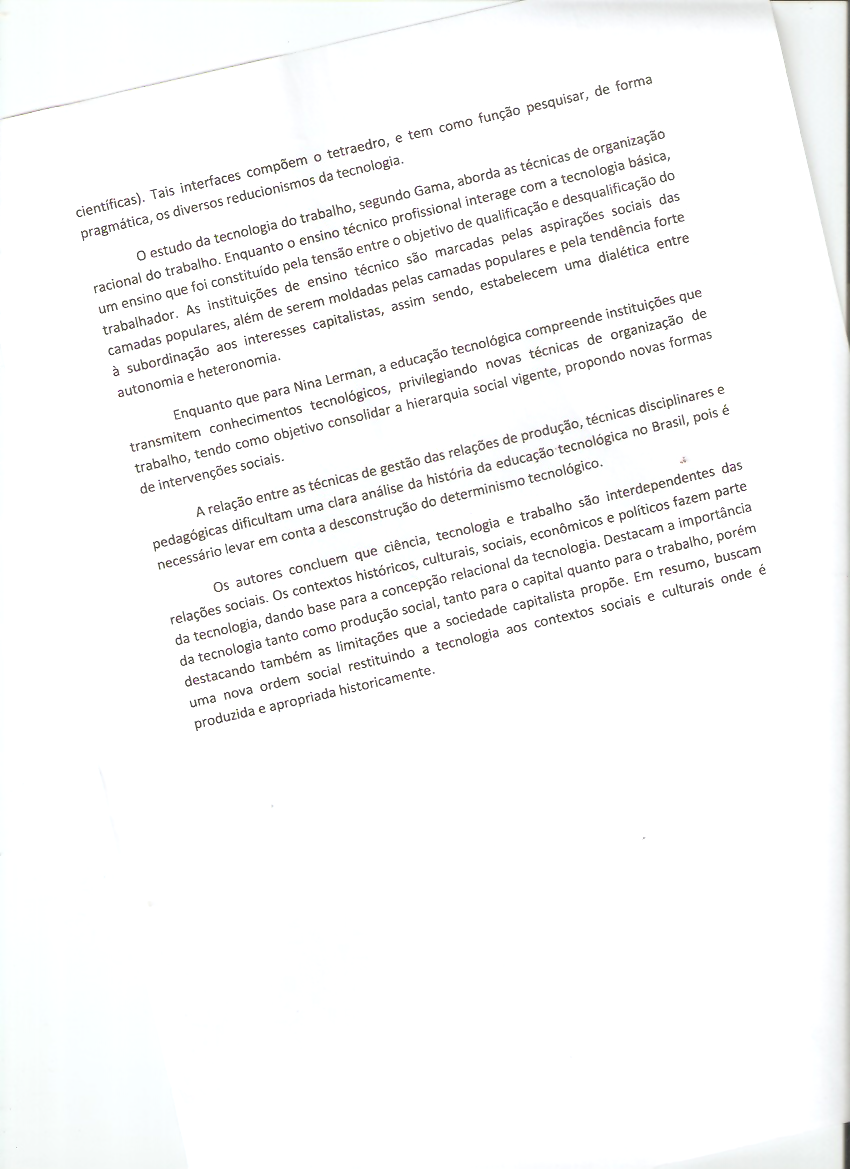 científicas). Tais interfaces compõem o tetraedro, e tem como função pesquisar, de forma
pragmática, os diversos reducionismos da tecnologia.
O estudo da tecnologia do trabalho, segundo Gama, aborda as técnicas de organização
racional do trabalho. Enquanto o ensino técnico profissional interage com a tecnologia básica,
um ensino que foi constituído pela tensão entre o objetivo de qualificação e desqualificação do
trabalhador. As instituições de ensino técnico são marcadas pelas aspirações sociais das
camadas populares, além de serem moldadas pelas camadas populares e pela tendência forte
à subordinação aos interesses capitalistas, assim sendo, estabelecem uma dialética entre
autonomia e heteronomia.
Enquanto que para Nina Lerman, a educação tecnológica compreende instituições que
transmitem conhecimentos tecnológicos, privilegiando novas técnicas de organização de
trabalho, tendo como objetivo consolidar a hierarquia social vigente, propondo novas formas
de intervenções sociais.
A relação entre as técnicas de gestão das relações de produção, técnicas disciplinares e
pedagógicas dificultam uma clara análise da história da educação tecnológica no Brasil, pois é
necessário levar em conta a desconstrução do determinismo tecnológico.
Os autores concluem que ciência, tecnologia e trabalho são interdependentes das
relações sociais. Os contextos históricos, culturais, sociais, econômicos e políticos fazem parte
da tecnologia, dando base para a concepção relacional da tecnologia. Destacam a importância
da tecnologia tanto como produção social, tanto para o capital quanto para o trabalho, porém
destacando também as limitações que a sociedade capitalista propõe. Em resumo, buscam
uma nova ordem social restituindo a tecnologia aos contextos sociais e culturais onde é
produzida e apropriada historicamente.